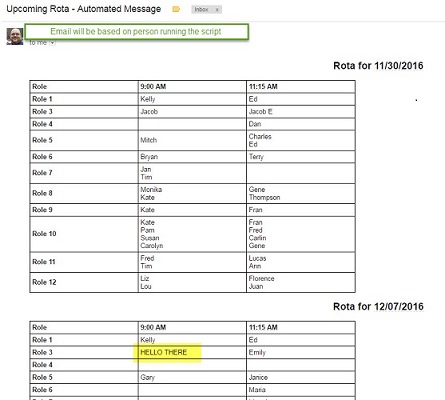 Upcoming Rota - Automated Message Inbox x
Email will be based on person running the script
to me
Rota for 11/30/2016
Role 9:00 AM 11:15 AM
Role 1 Kelly Ed
Role 3 Jacob Jacob E
Role 4 Dan
Role 5 Mitch Charles
Ed
Role 6 Bryan Terry
Role 7 Jan
Tim
Role 8 Monika Gene
Kate Thompson
Role 9 Kate Fran
Role 10 Kate Fran
Pam Fred
Susan Carlin
Carolyn Gene
Role 11 Fred Lucas
Tim Ann
Role 12 Liz Florence
Lou Juan
Rota for 12/07/2016
Role 9:00 AM 11:15 AM
Role 1 Kelly Ed
Role 3 HELLO THERE Emily
Role 4
Role 5 Gary Janice
Role 6 Maria